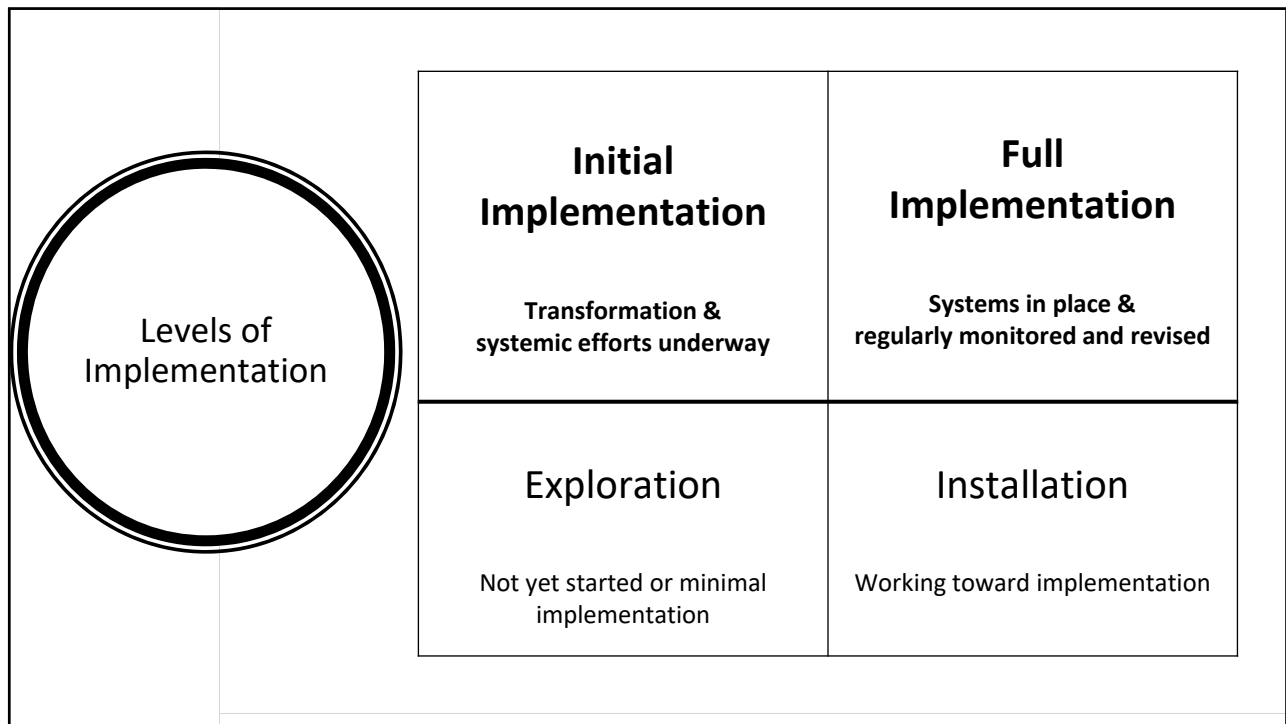 Levels of
Implementation
Initial
Implementation
Transformation &
systemic efforts underway
Full
Implementation
Systems in place &
regularly monitored and revised
Exploration
Not yet started or minimal
implementation
Installation
Working toward implementation